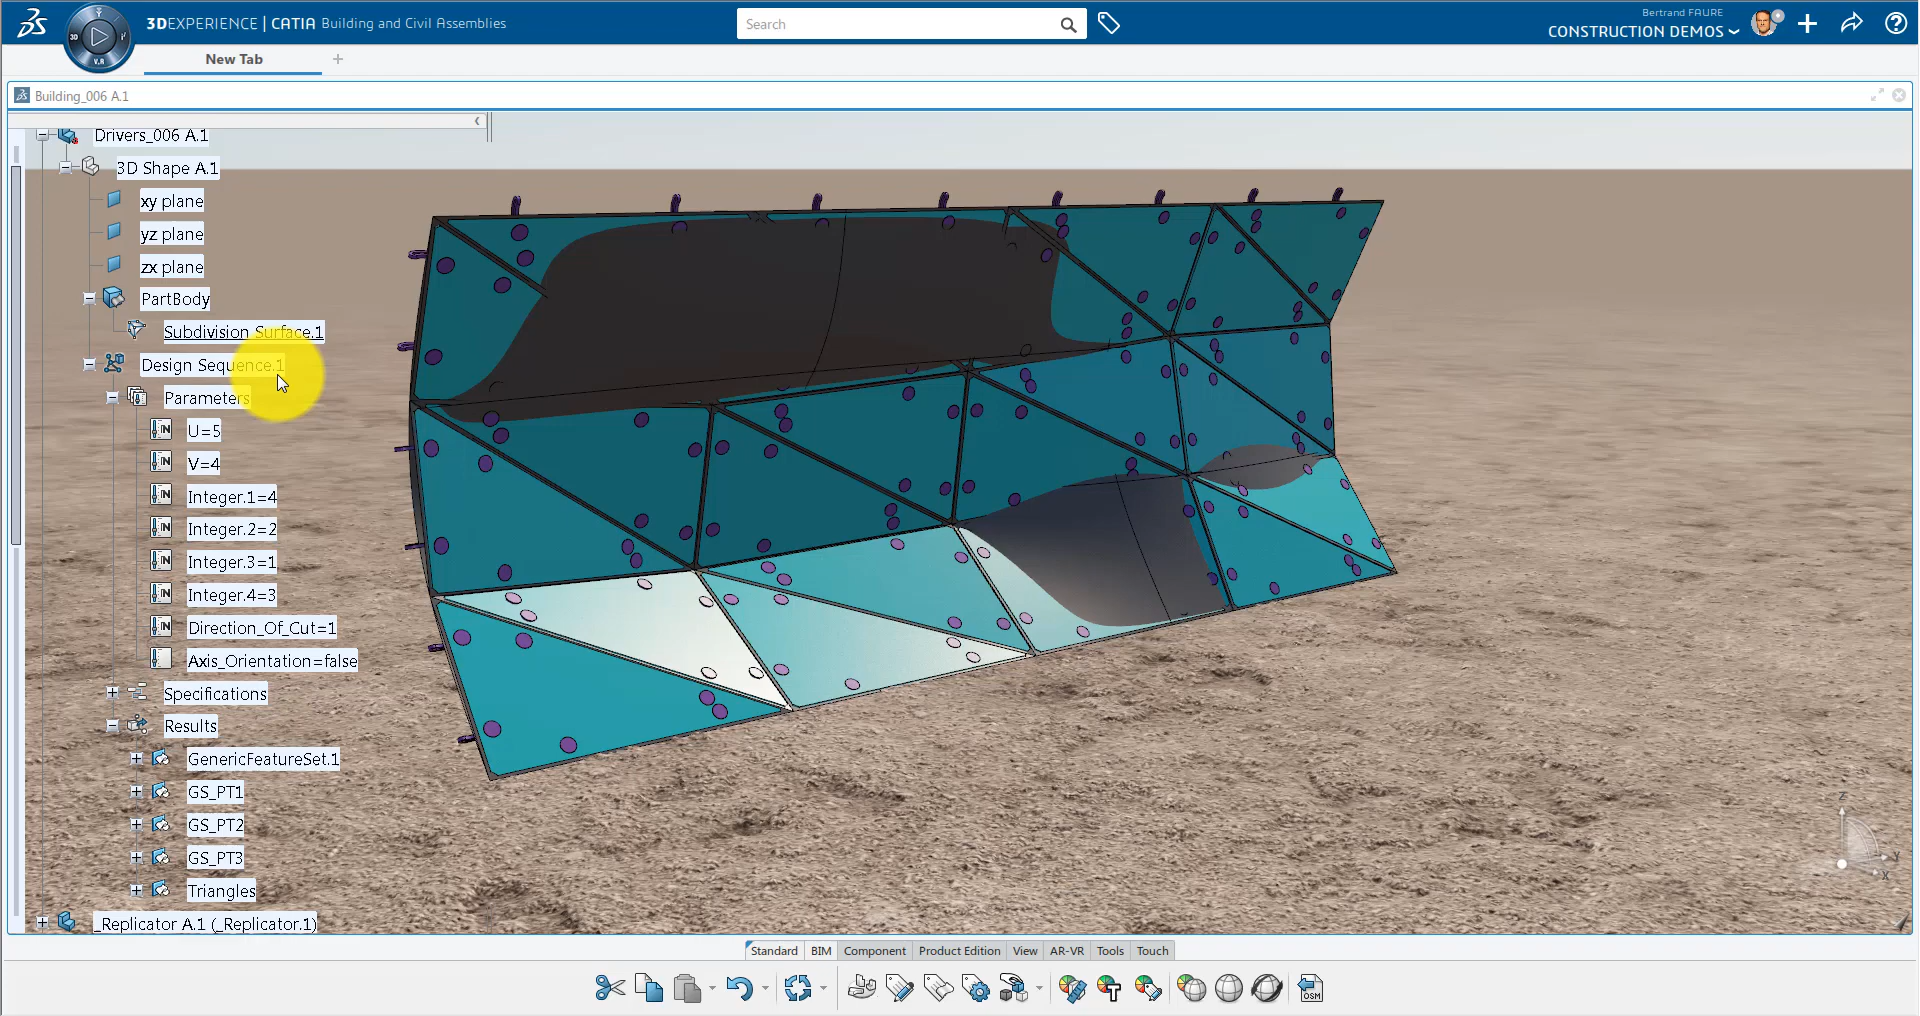 3DEXPERIENCE | CATIA Building and Civil Assemblies
Search
Bertrand FAURE
CONSTRUCTION DEMOS
3D
V.R
New Tab
Building_006 A.1
Drivers_006 A.1
3D Shape A.1
xy plane
yz plane
zx plane
PartBody
Subdivision Surface.1
Design Sequence.1
Parameters
U=5
V=4
Integer.1=4
Integer.2=2
Integer.3=1
Integer.4=3
Direction_Of_Cut=1
Axis_Orientation=false
Specifications
Results
GenericFeatureSet.1
GS_PT1
GS_PT2
GS_PT3
Triangles
_Replicator A.1 (_Replicator.1)
Z
Y
X
Standard BIM Component Product Edition View AR-VR Tools Touch
OSM